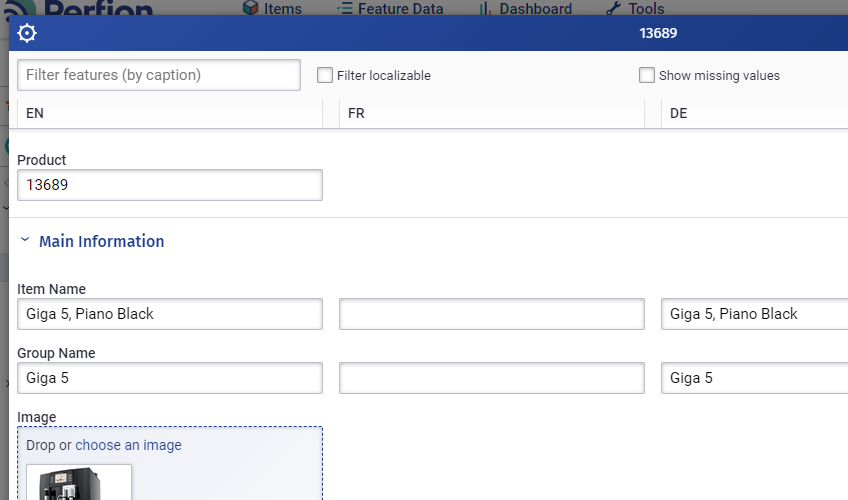 Perfion Items Feature Data Dashboard Tools
13689
Filter features (by caption) Filter localizable Show missing values
EN FR DE
Product
13689
Main Information
Item Name
Giga 5, Piano Black Giga 5, Piano Black
Group Name
Giga 5 Giga 5
Image
Drop or choose an image